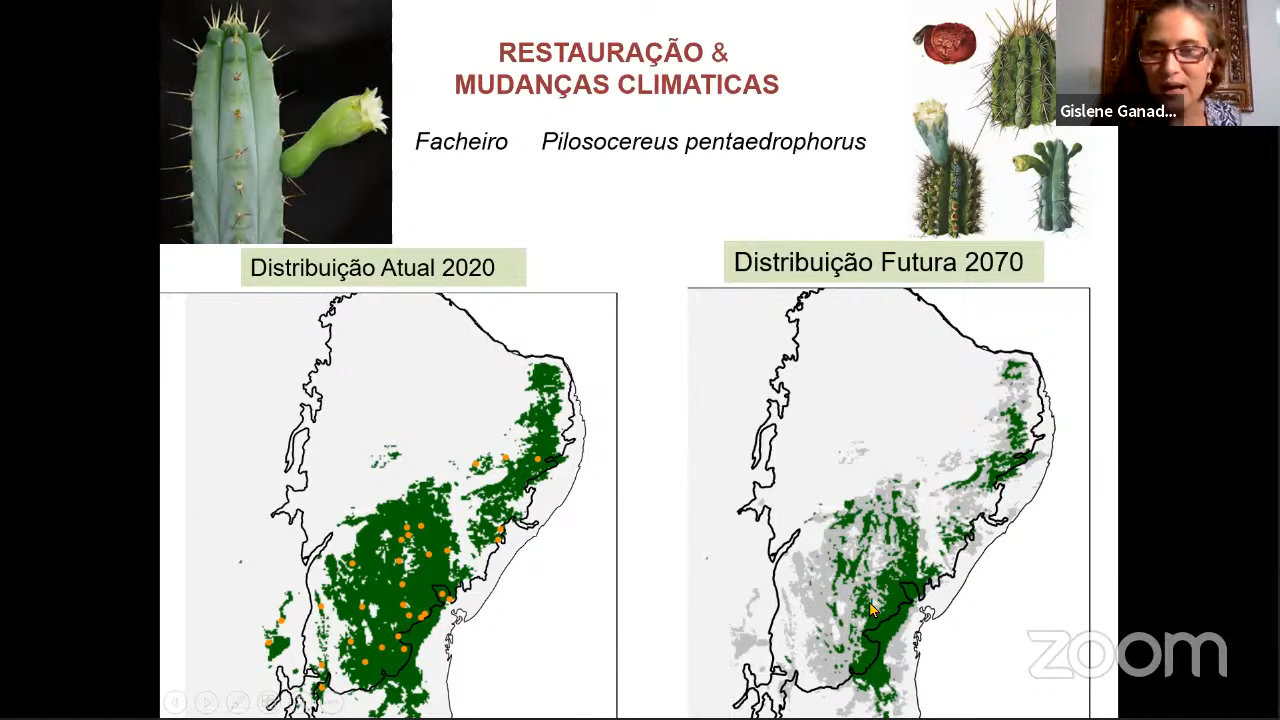 RESTAURAÇÃO &
MUDANÇAS CLIMATICAS
Facheiro Pilosocereus pentaedrophorus
Gislene Ganad...
Distribuição Atual 2020
Distribuição Futura 2070
zoom